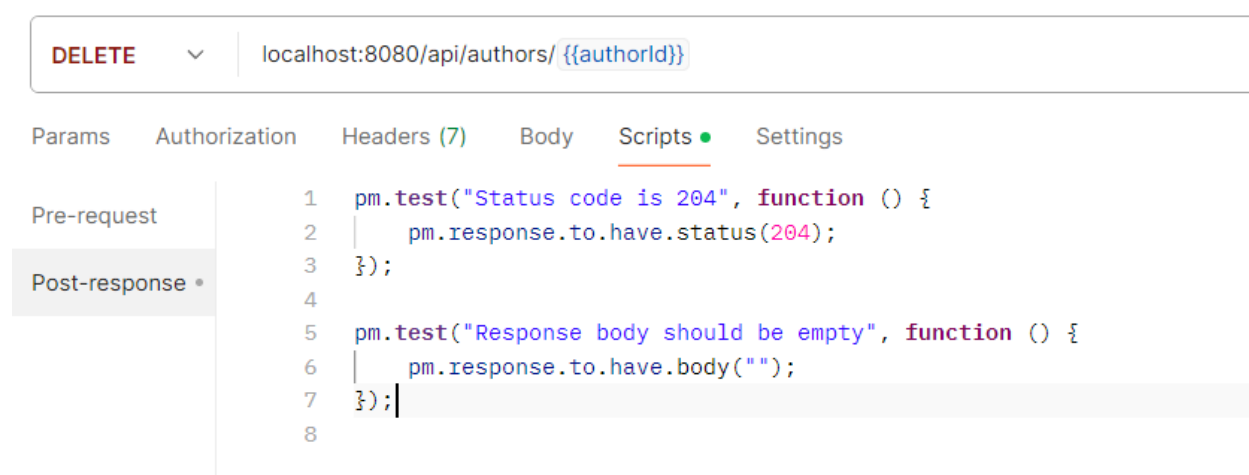 DELETE localhost:8080/api/authors/ {{authorId}}
Params Authorization Headers (7) Body Scripts Settings
Pre-request
Post-response
1 pm.test("Status code is 204", function () {
2 pm.response.to.have.status(204);
3 });
4
5 pm.test("Response body should be empty", function () {
6 pm.response.to.have.body("");
7 });
8